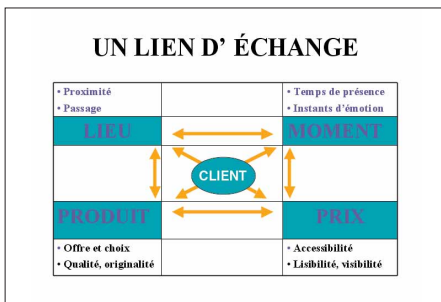 UN LIEN D’ ÉCHANGE
• Proximité
• Passage
• Temps de présence
• Instants d'émotion
LIEU
MOMENT
CLIENT
PRODUIT
PRIX
• Offre et choix
• Qualité, originalité
• Accessibilité
• Lisibilité, visibilité